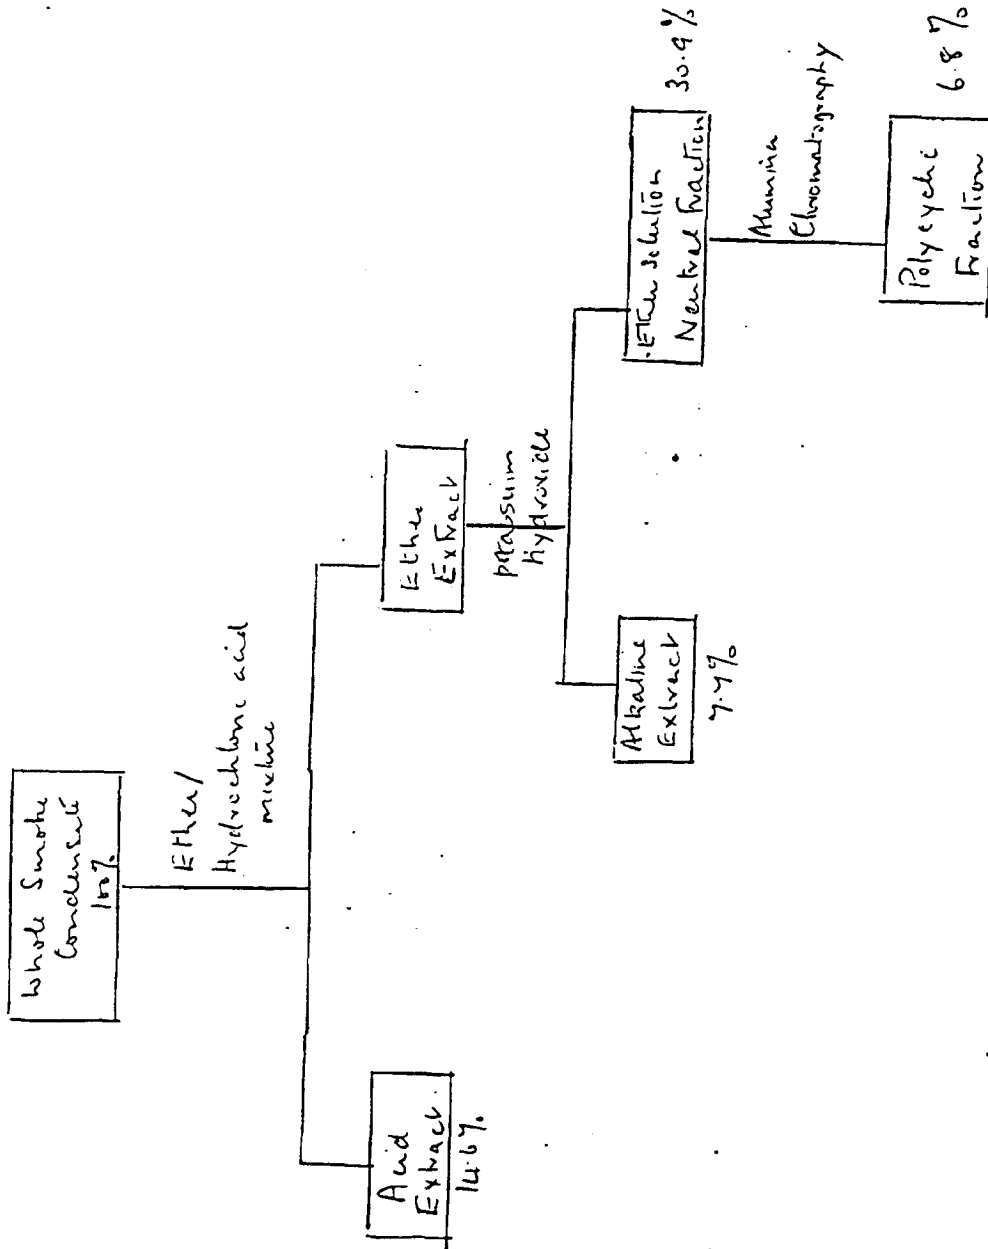 Whole Smoke
Condensate
100%
Ether/
Hydrochloric acid
mixture
Acid
Extract
14.6%
Ether
Extract
potassium
hydroxide
Alkaline
Extract
7.7%
Ether Solution
Neutral Fraction
30.9%
Alumina
Chromatography
Polycyclic
Fraction
6.8%